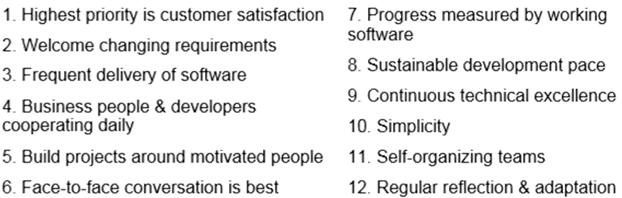 1. Highest priority is customer satisfaction
2. Welcome changing requirements
3. Frequent delivery of software
4. Business people & developers
cooperating daily
5. Build projects around motivated people
6. Face-to-face conversation is best
7. Progress measured by working
software
8. Sustainable development pace
9. Continuous technical excellence
10. Simplicity
11. Self-organizing teams
12. Regular reflection & adaptation